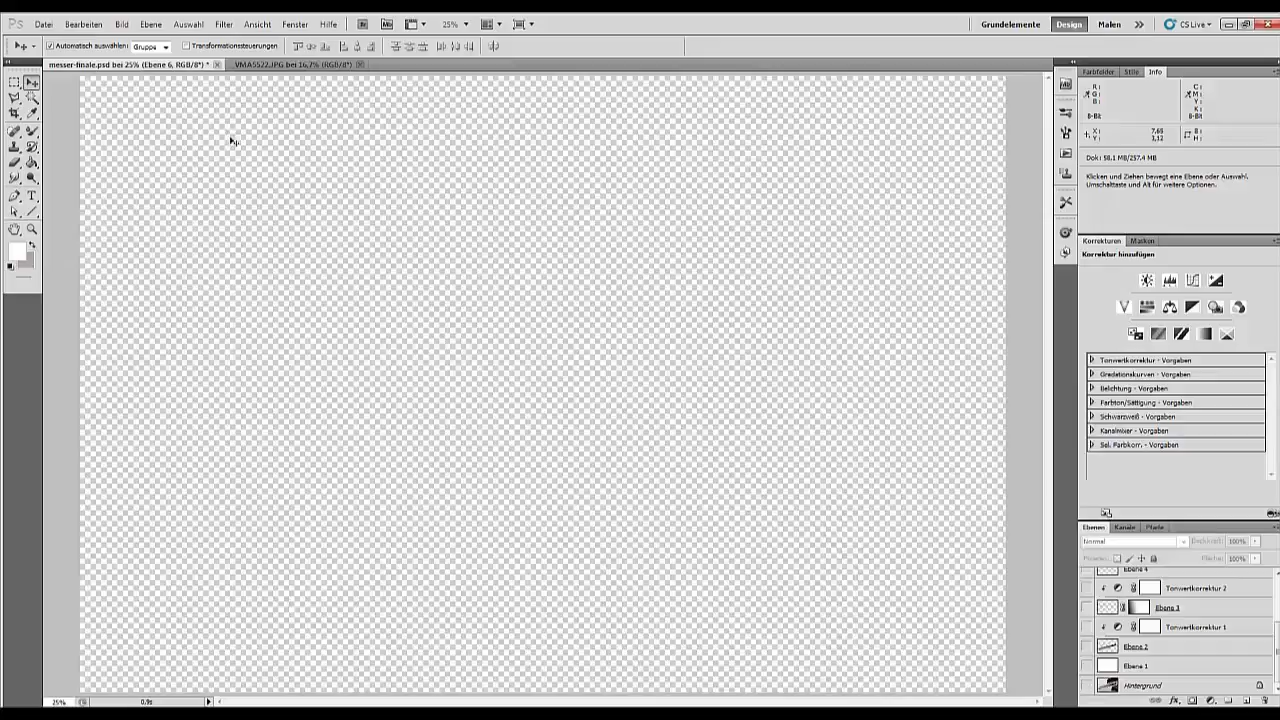 Ps Datei Bearbeiten Bild Ebene Auswahl Filter Ansicht Fenster Hilfe Br Mb 25% Grundelemente Design Malen CS Live
Automatisch auswählen: Gruppe Transformationssteuerungen
messer-finale.psd bei 25% (Ebene 6, RGB/8*) * VMA5522.JPG bei 16,7% (RGB/8*)
Farbfelder Stile Info
R: C:
G: M:
B: Y:
K:
8-Bit 8-Bit
X: 7,65 B:
Y: 3,12 H:
Dok: 58,1 MB/257,4 MB
Klicken und Ziehen bewegt eine Ebene oder Auswahl.
Umschalttaste und Alt für weitere Optionen.
Korrekturen Masken
Korrektur hinzufügen
Tonwertkorrektur - Vorgaben
Gradationskurven - Vorgaben
Belichtung - Vorgaben
Farbton/Sättigung - Vorgaben
Schwarzweiß - Vorgaben
Kanalmixer - Vorgaben
Sel. Farbkorr. - Vorgaben
Ebenen Kanäle Pfade
Normal Deckkraft: 100%
Fläche: 100%
Ebene 4
Tonwertkorrektur 2
Ebene 3
Tonwertkorrektur 1
Ebene 2
Ebene 1
Hintergrund
25% 0,9s